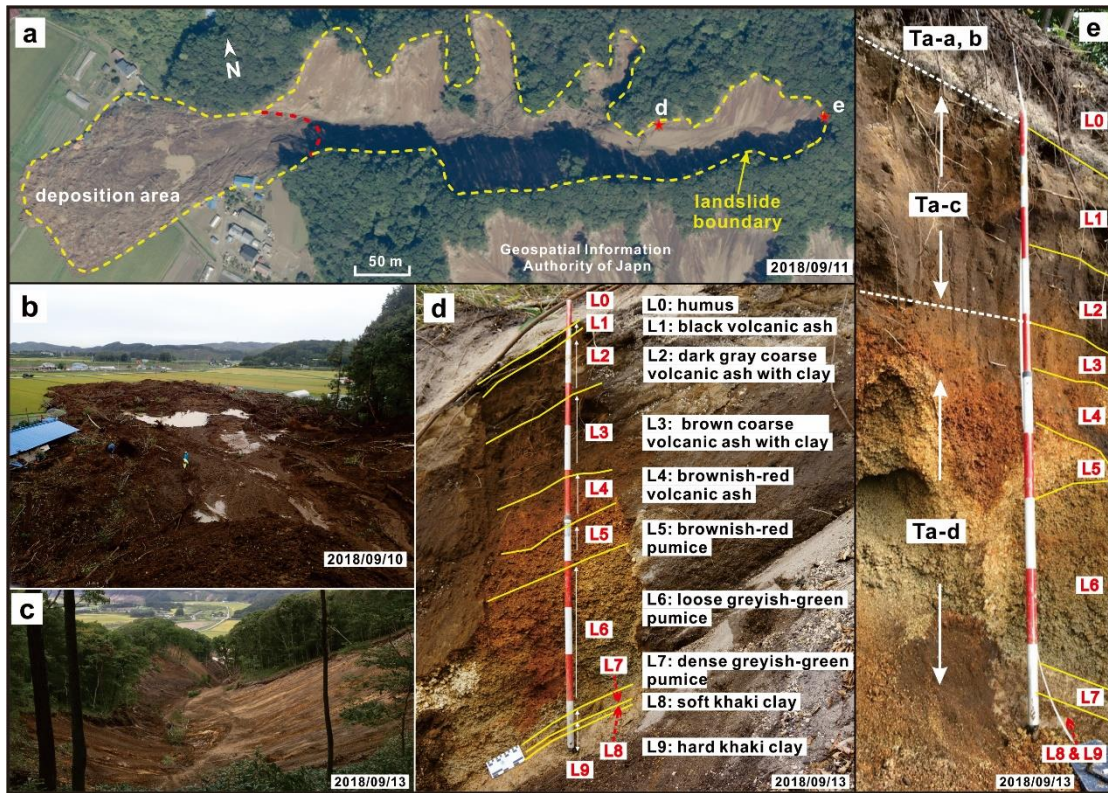 a
N
d
e
deposition area
landslide
boundary
50 m
Geospatial Information
Authority of Japn
2018/09/11
b
2018/09/10
c
2018/09/13
d
L0
L1
L2
L3
L4
L5
L6
L7
L8
L9
L0: humus
L1: black volcanic ash
L2: dark gray coarse
volcanic ash with clay
L3: brown coarse
volcanic ash with clay
L4: brownish-red
volcanic ash
L5: brownish-red
pumice
L6: loose greyish-green
pumice
L7: dense greyish-green
pumice
L8: soft khaki clay
L9: hard khaki clay
2018/09/13
e
Ta-a, b
Ta-c
Ta-d
L0
L1
L2
L3
L4
L5
L6
L7
L8 & L9
2018/09/13